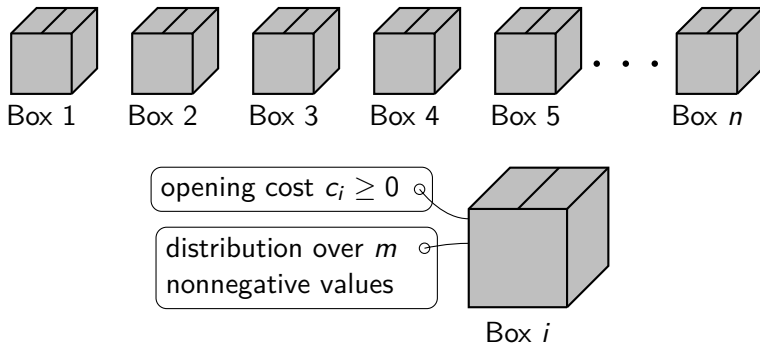 Box 1 Box 2 Box 3 Box 4 Box 5 Box n
opening cost cᵢ ≥ 0
distribution over m
nonnegative values
Box i